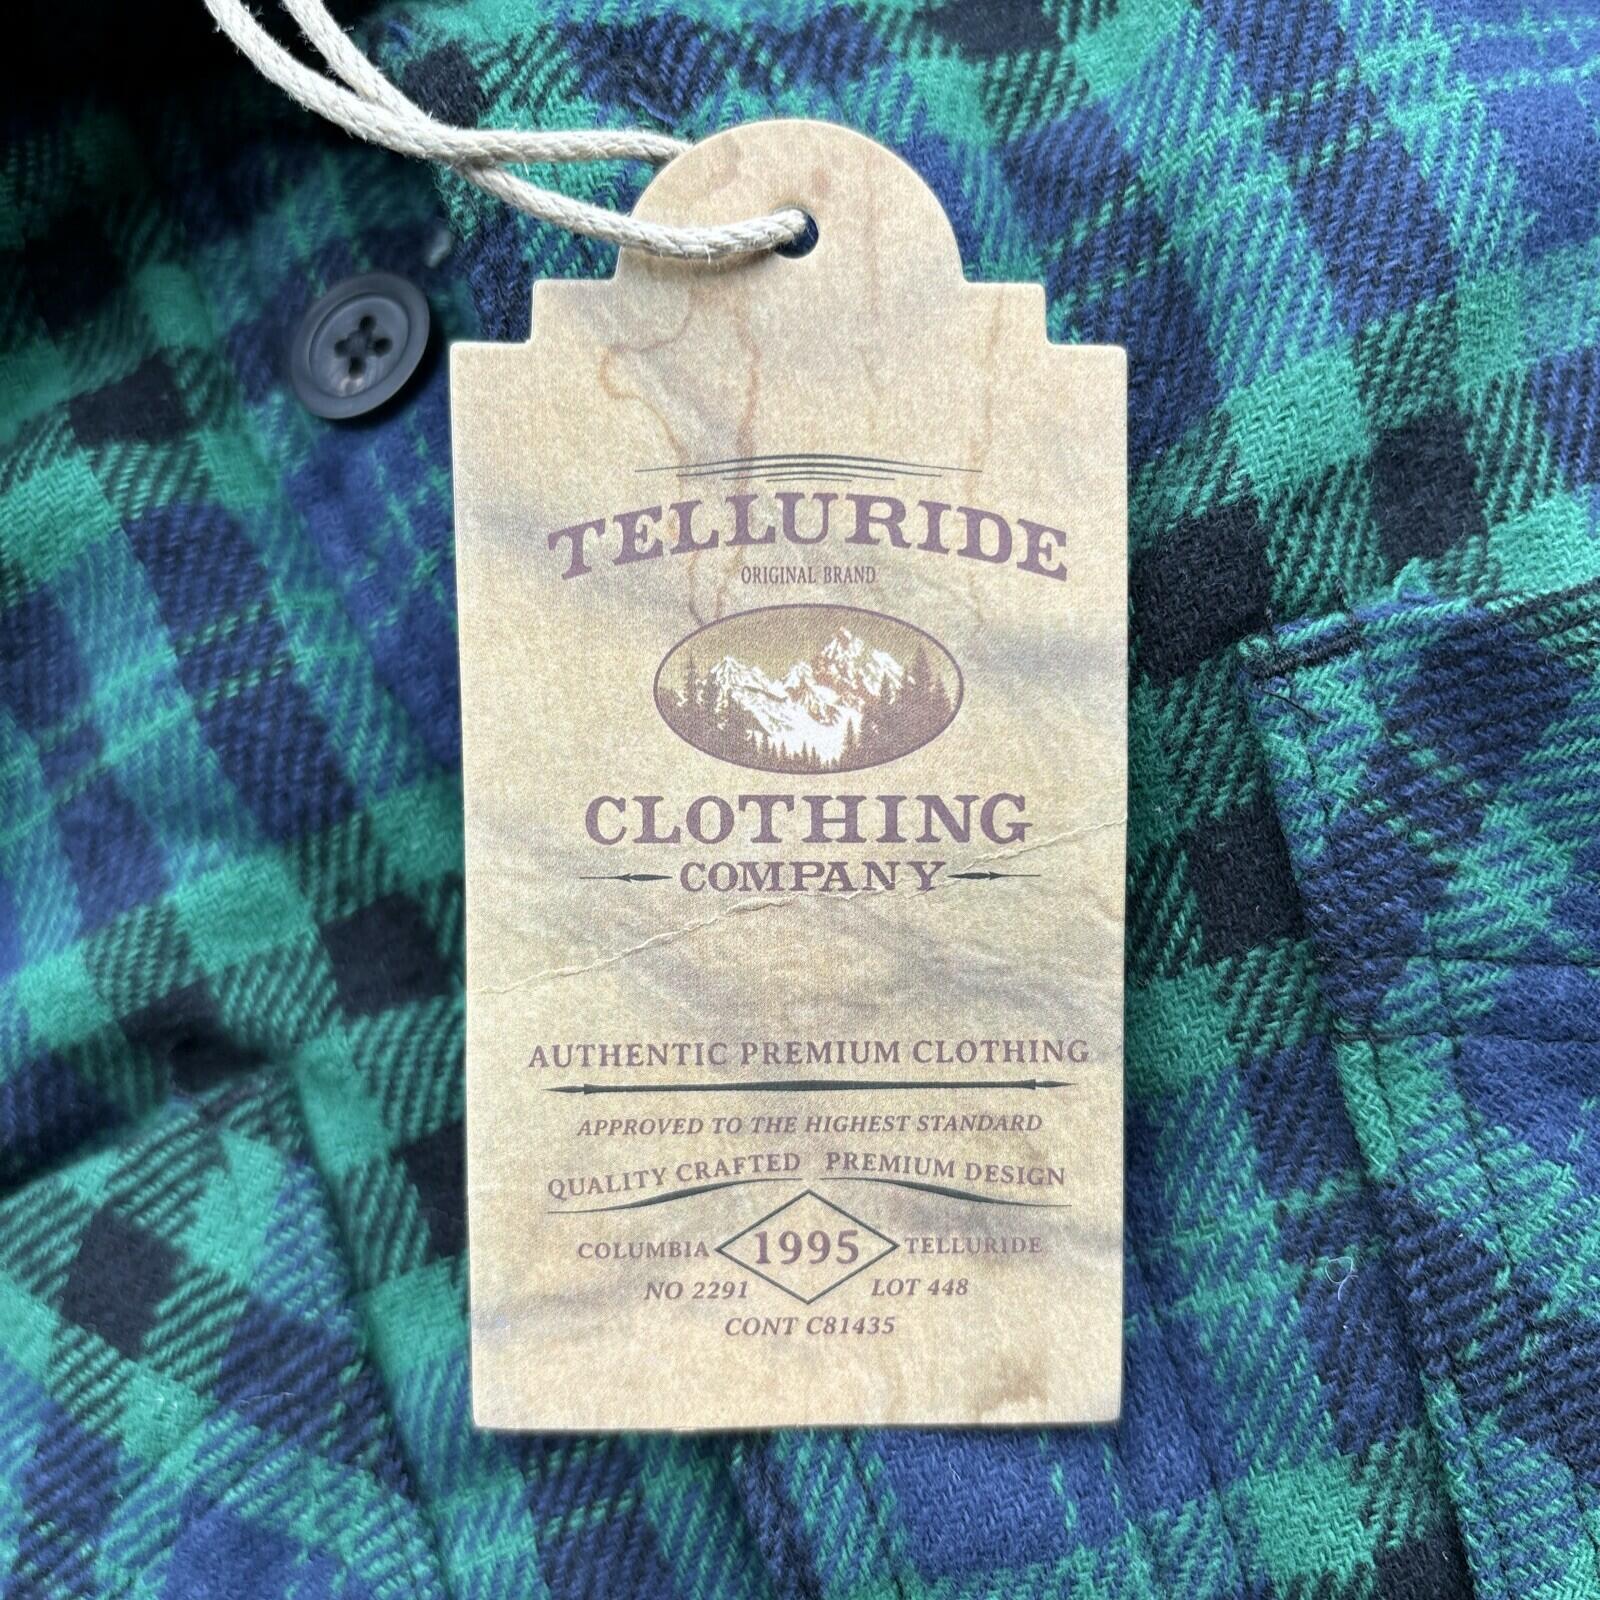 TELLURIDE
ORIGINAL BRAND
CLOTHING
COMPANY
AUTHENTIC PREMIUM CLOTHING
APPROVED TO THE HIGHEST STANDARD
QUALITY CRAFTED PREMIUM DESIGN
COLUMBIA 1995 TELLURIDE
NO 2291 LOT 448
CONT C81435